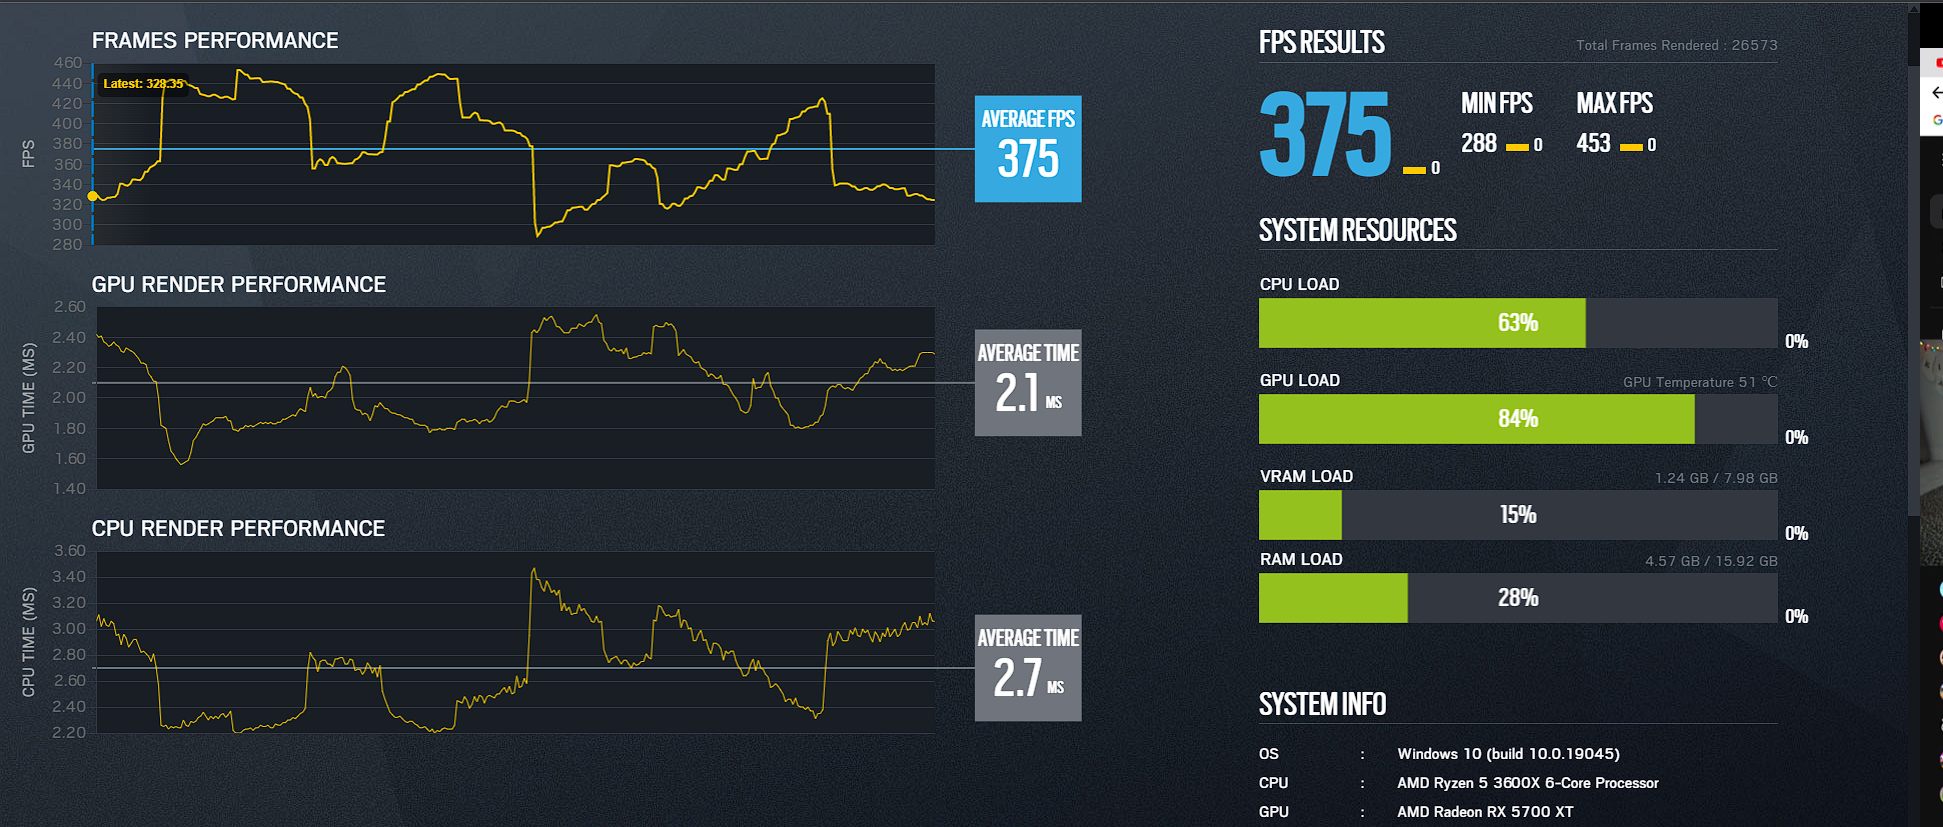 FRAMES PERFORMANCE
460
440
420
400
380
360
340
320
300
280
FPS
Latest: 328.35
AVERAGE FPS
375
GPU RENDER PERFORMANCE
2.60
2.40
2.20
2.00
1.80
1.60
1.40
GPU TIME (MS)
AVERAGE TIME
2.1 MS
CPU RENDER PERFORMANCE
3.60
3.40
3.20
3.00
2.80
2.60
2.40
2.20
CPU TIME (MS)
AVERAGE TIME
2.7 MS
FPS RESULTS
Total Frames Rendered : 26573
375 0
MIN FPS
288 0
MAX FPS
453 0
SYSTEM RESOURCES
CPU LOAD
63%
0%
GPU LOAD
GPU Temperature 51 °C
84%
0%
VRAM LOAD
1.24 GB / 7.98 GB
15%
0%
RAM LOAD
4.57 GB / 15.92 GB
28%
0%
SYSTEM INFO
OS : Windows 10 (build 10.0.19045)
CPU : AMD Ryzen 5 3600X 6-Core Processor
GPU : AMD Radeon RX 5700 XT